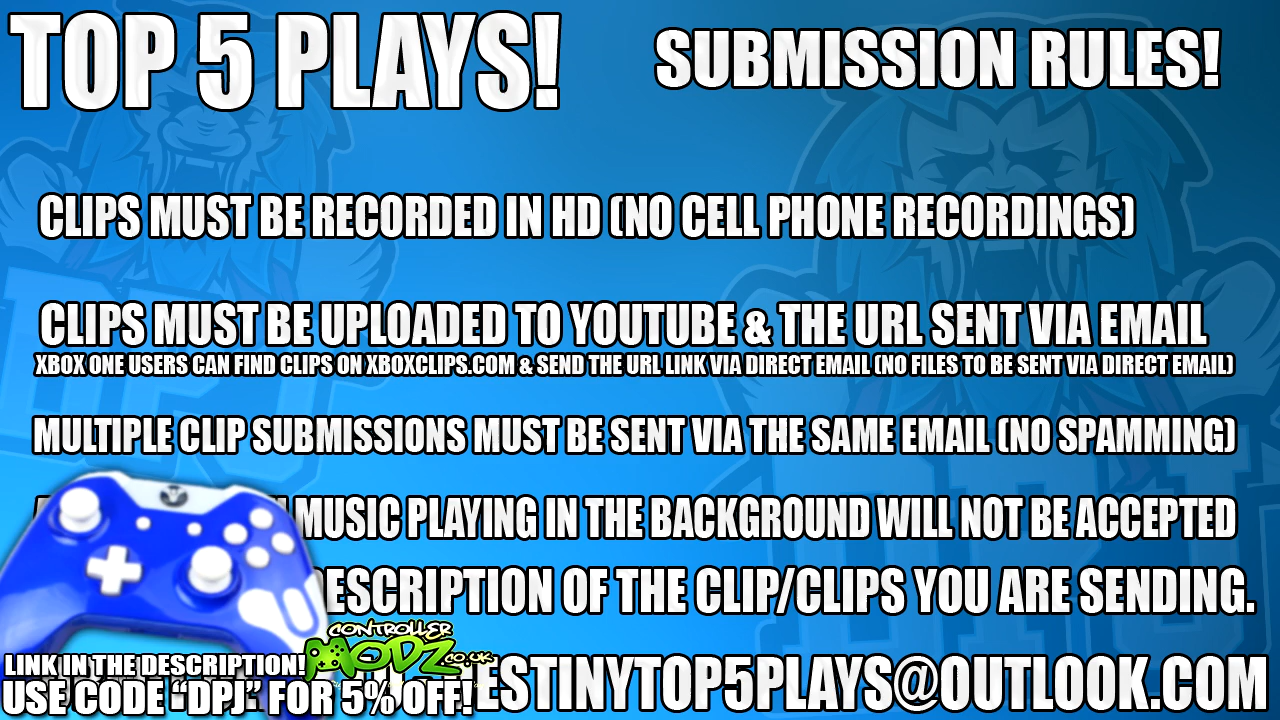 TOP 5 PLAYS!
SUBMISSION RULES!
CLIPS MUST BE RECORDED IN HD (NO CELL PHONE RECORDINGS)
CLIPS MUST BE UPLOADED TO YOUTUBE & THE URL SENT VIA EMAIL
XBOX ONE USERS CAN FIND CLIPS ON XBOXCLIPS.COM & SEND THE URL LINK VIA DIRECT EMAIL (NO FILES TO BE SENT VIA DIRECT EMAIL)
MULTIPLE CLIP SUBMISSIONS MUST BE SENT VIA THE SAME EMAIL (NO SPAMMING)
MUSIC PLAYING IN THE BACKGROUND WILL NOT BE ACCEPTED
ESCRIPTION OF THE CLIP/CLIPS YOU ARE SENDING.
CONTROLLER
MODZ.CO.UK
LINK IN THE DESCRIPTION!
USE CODE “DPJ” FOR 5% OFF!
ESTINYTOP5PLAYS@OUTLOOK.COM
DPJ